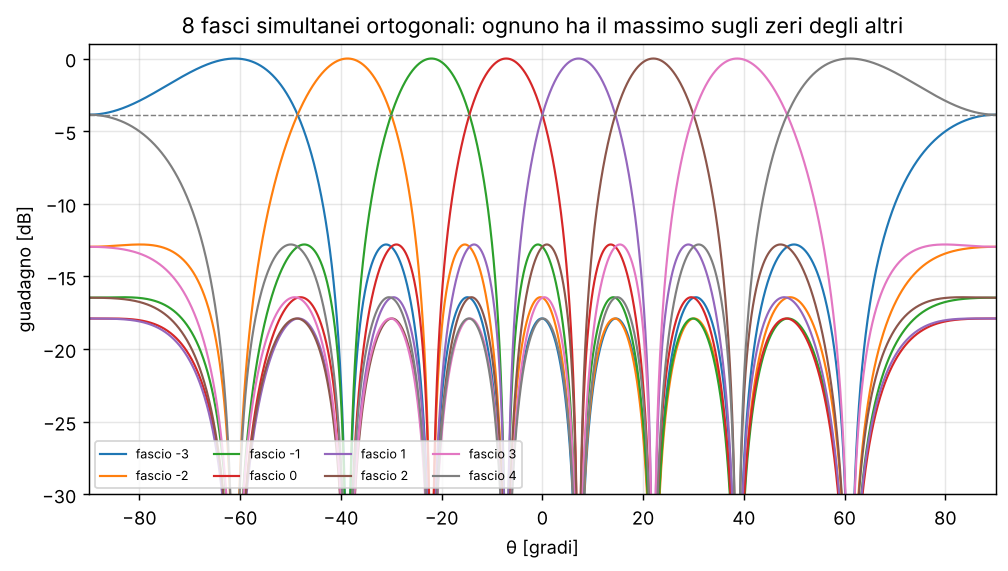 8 fasci simultanei ortogonali: ognuno ha il massimo sugli zeri degli altri
guadagno [dB]
0
−5
−10
−15
−20
−25
−30
fascio -3 fascio -1 fascio 1 fascio 3
fascio -2 fascio 0 fascio 2 fascio 4
−80 −60 −40 −20 0 20 40 60 80
θ [gradi]